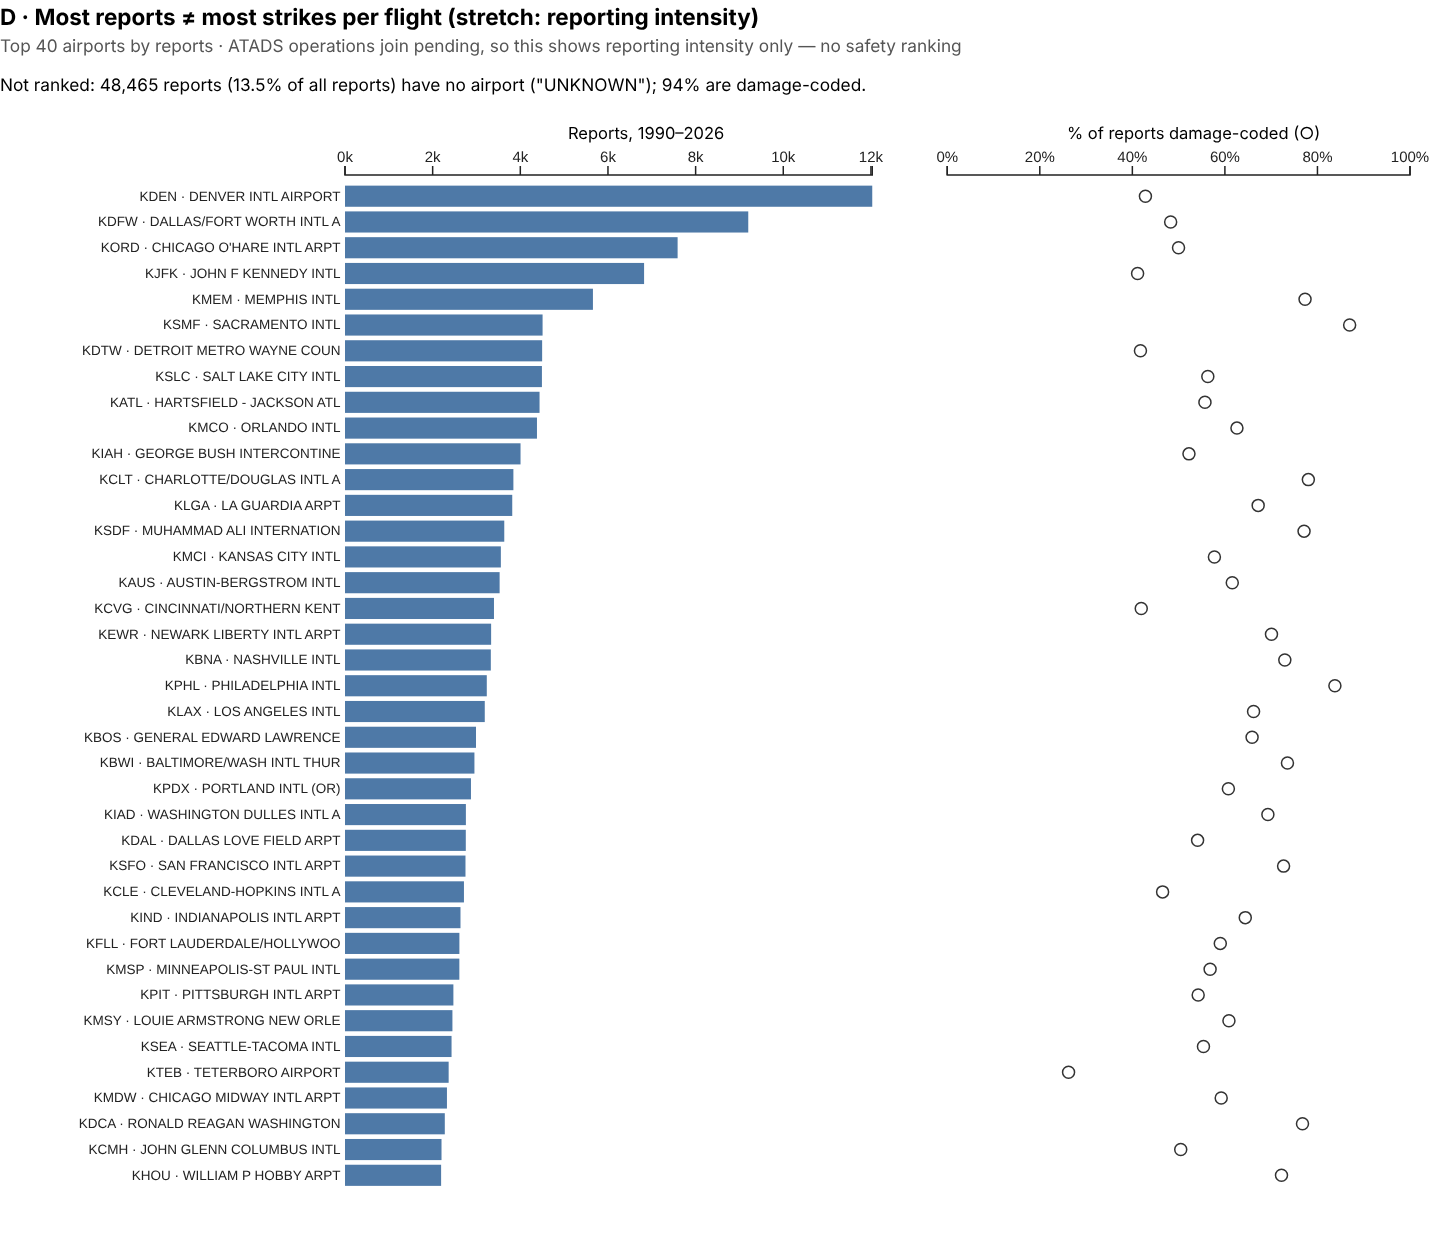 D · Most reports ≠ most strikes per flight (stretch: reporting intensity)
Top 40 airports by reports · ATADS operations join pending, so this shows reporting intensity only — no safety ranking
Not ranked: 48,465 reports (13.5% of all reports) have no airport ("UNKNOWN"); 94% are damage-coded.
Reports, 1990–2026
% of reports damage-coded (O)
0k 2k 4k 6k 8k 10k 12k
0% 20% 40% 60% 80% 100%
KDEN · DENVER INTL AIRPORT
KDFW · DALLAS/FORT WORTH INTL A
KORD · CHICAGO O'HARE INTL ARPT
KJFK · JOHN F KENNEDY INTL
KMEM · MEMPHIS INTL
KSMF · SACRAMENTO INTL
KDTW · DETROIT METRO WAYNE COUN
KSLC · SALT LAKE CITY INTL
KATL · HARTSFIELD - JACKSON ATL
KMCO · ORLANDO INTL
KIAH · GEORGE BUSH INTERCONTINE
KCLT · CHARLOTTE/DOUGLAS INTL A
KLGA · LA GUARDIA ARPT
KSDF · MUHAMMAD ALI INTERNATION
KMCI · KANSAS CITY INTL
KAUS · AUSTIN-BERGSTROM INTL
KCVG · CINCINNATI/NORTHERN KENT
KEWR · NEWARK LIBERTY INTL ARPT
KBNA · NASHVILLE INTL
KPHL · PHILADELPHIA INTL
KLAX · LOS ANGELES INTL
KBOS · GENERAL EDWARD LAWRENCE
KBWI · BALTIMORE/WASH INTL THUR
KPDX · PORTLAND INTL (OR)
KIAD · WASHINGTON DULLES INTL A
KDAL · DALLAS LOVE FIELD ARPT
KSFO · SAN FRANCISCO INTL ARPT
KCLE · CLEVELAND-HOPKINS INTL A
KIND · INDIANAPOLIS INTL ARPT
KFLL · FORT LAUDERDALE/HOLLYWOO
KMSP · MINNEAPOLIS-ST PAUL INTL
KPIT · PITTSBURGH INTL ARPT
KMSY · LOUIE ARMSTRONG NEW ORLE
KSEA · SEATTLE-TACOMA INTL
KTEB · TETERBORO AIRPORT
KMDW · CHICAGO MIDWAY INTL ARPT
KDCA · RONALD REAGAN WASHINGTON
KCMH · JOHN GLENN COLUMBUS INTL
KHOU · WILLIAM P HOBBY ARPT